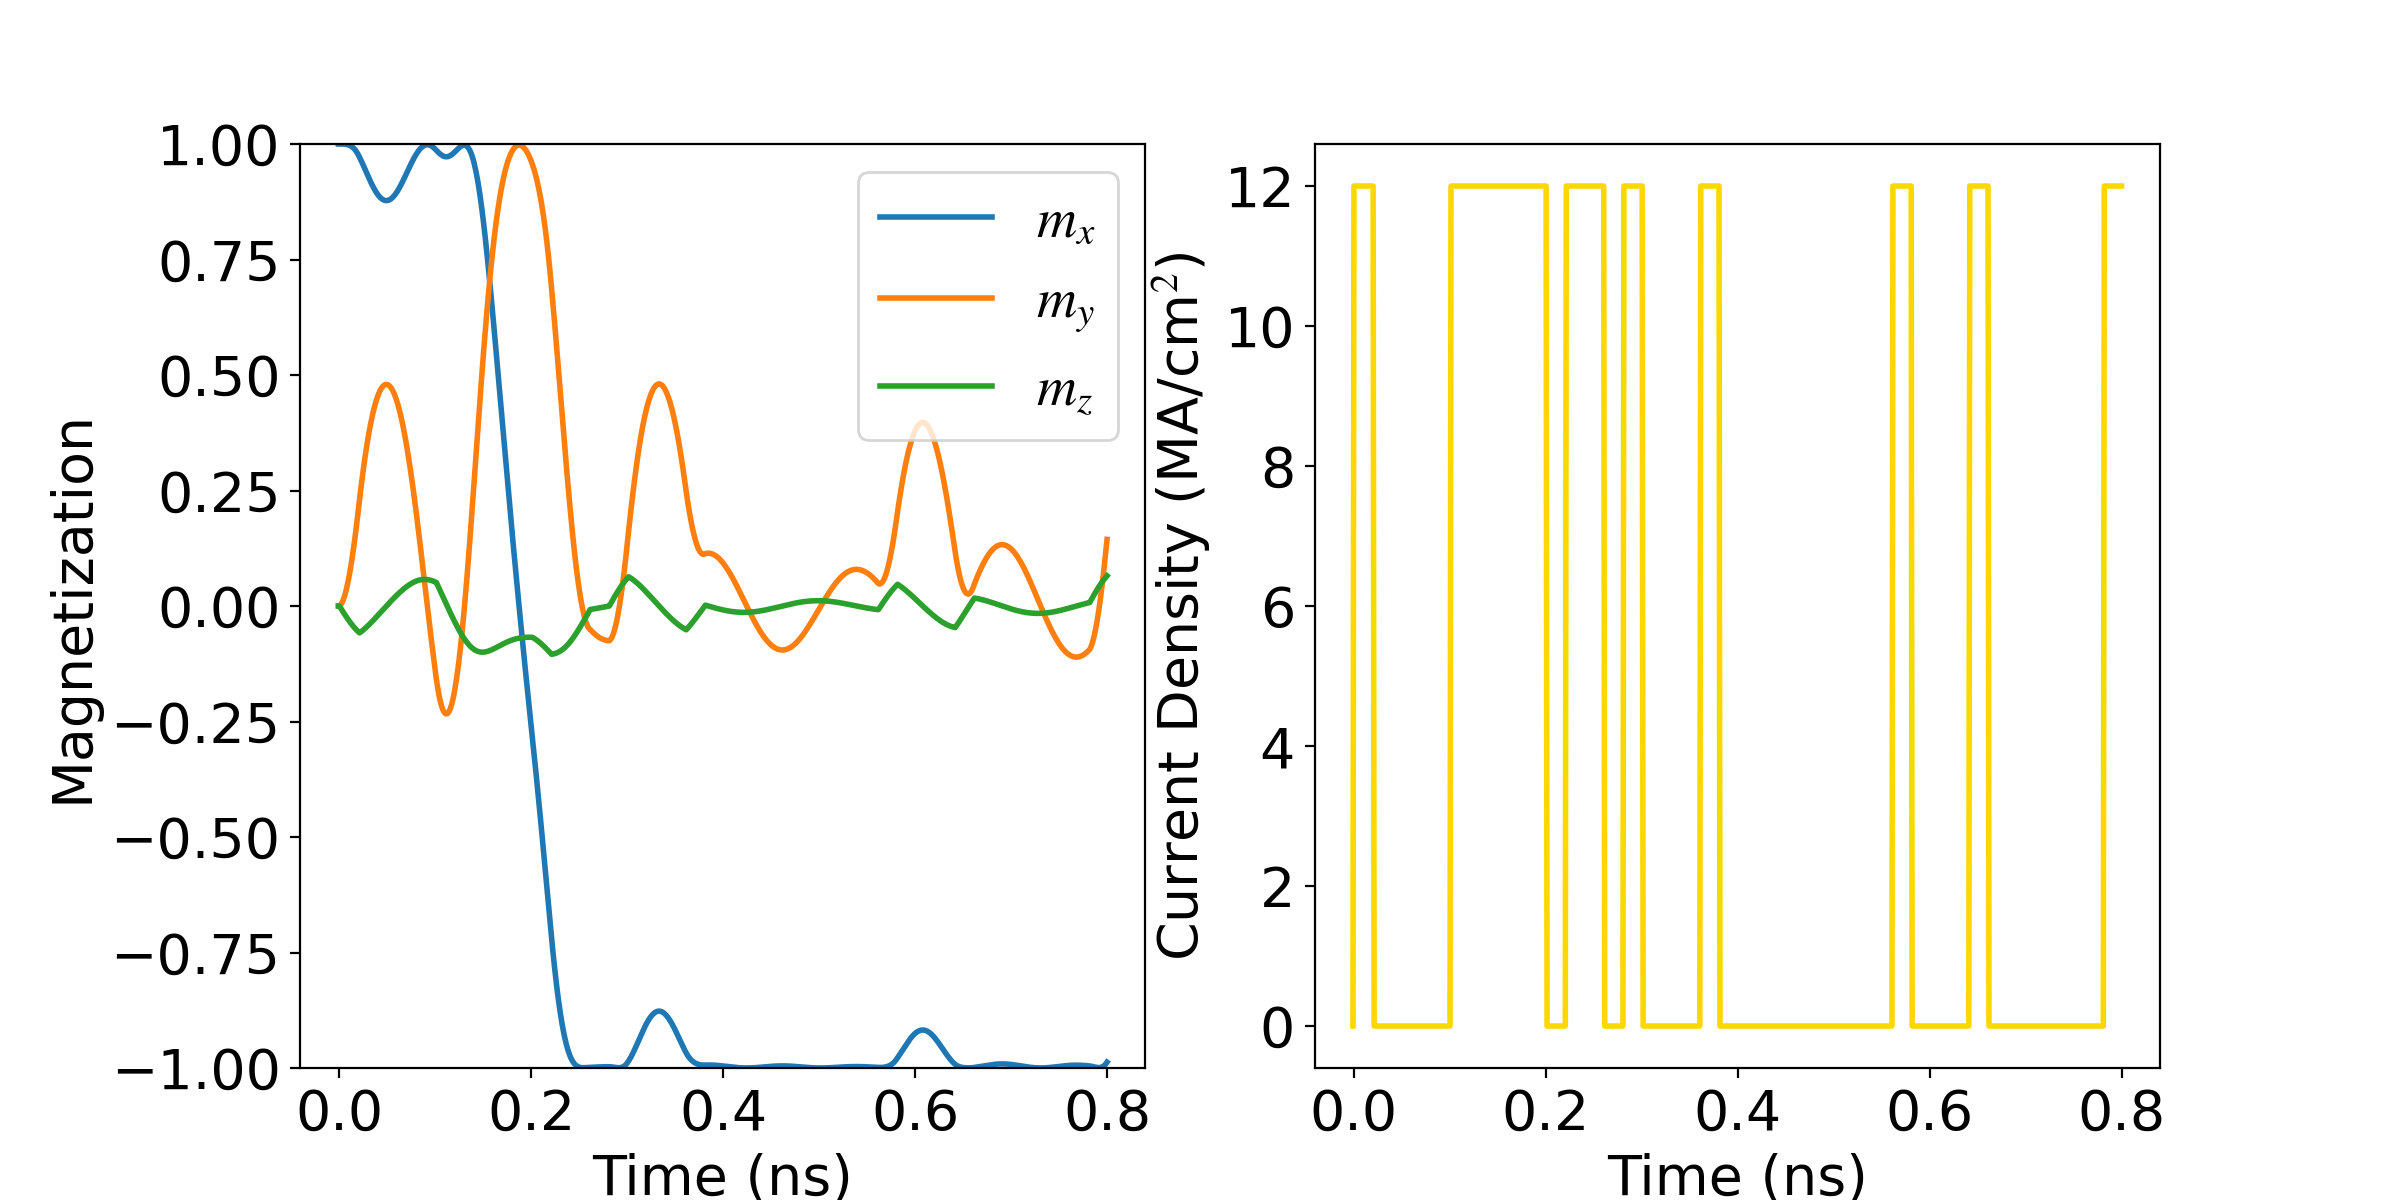 Magnetization
1.00
0.75
0.50
0.25
0.00
−0.25
−0.50
−0.75
−1.00
0.0 0.2 0.4 0.6 0.8
Time (ns)
m_x
m_y
m_z
Current Density (MA/cm²)
12
10
8
6
4
2
0
0.0 0.2 0.4 0.6 0.8
Time (ns)